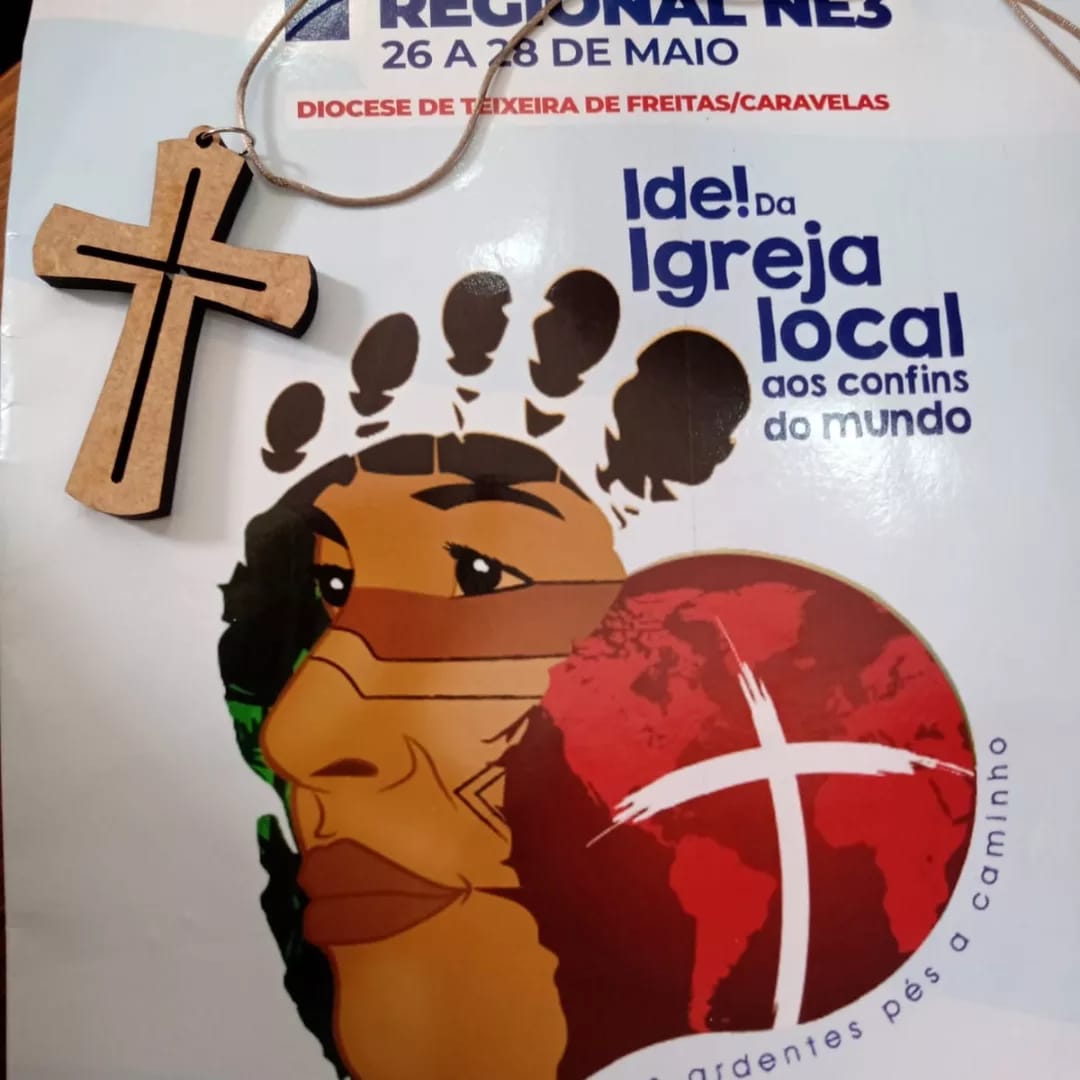 REGIONAL NE3
26 A 28 DE MAIO
DIOCESE DE TEIXEIRA DE FREITAS/CARAVELAS
Ide! Da
Igreja
local
aos confins
do mundo
ardentes pés a caminho